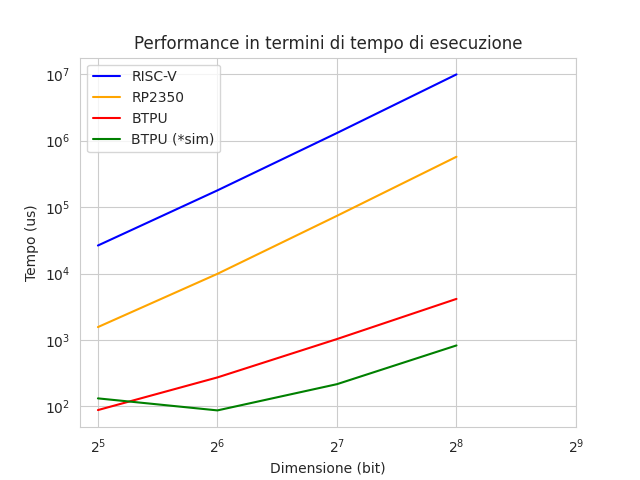 Performance in termini di tempo di esecuzione
RISC-V
RP2350
BTPU
BTPU (*sim)
Tempo (us)
10⁷
10⁶
10⁵
10⁴
10³
10²
2⁵ 2⁶ 2⁷ 2⁸ 2⁹
Dimensione (bit)